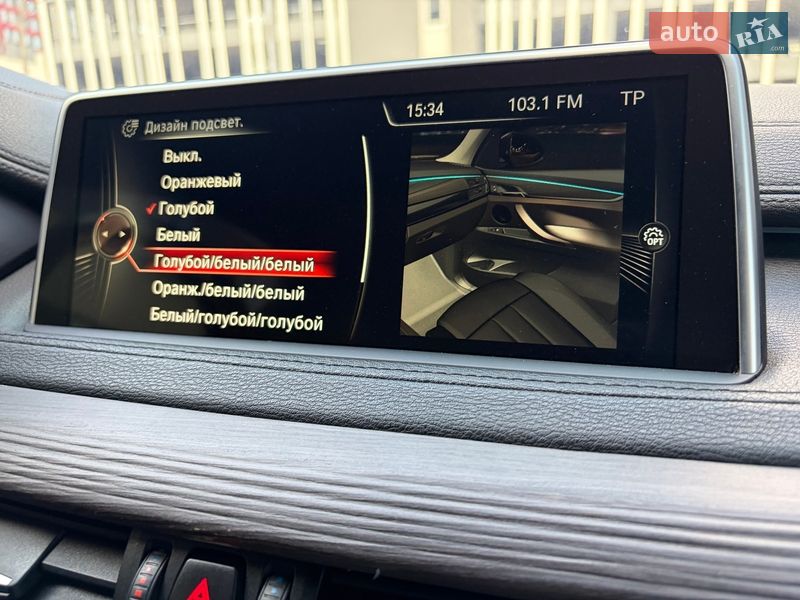 auto RIA
.com
15:34 103.1 FM TP
Дизайн подсвет.
Выкл.
Оранжевый
Голубой
Белый
Голубой/белый/белый
Оранж./белый/белый
Белый/голубой/голубой
OPT